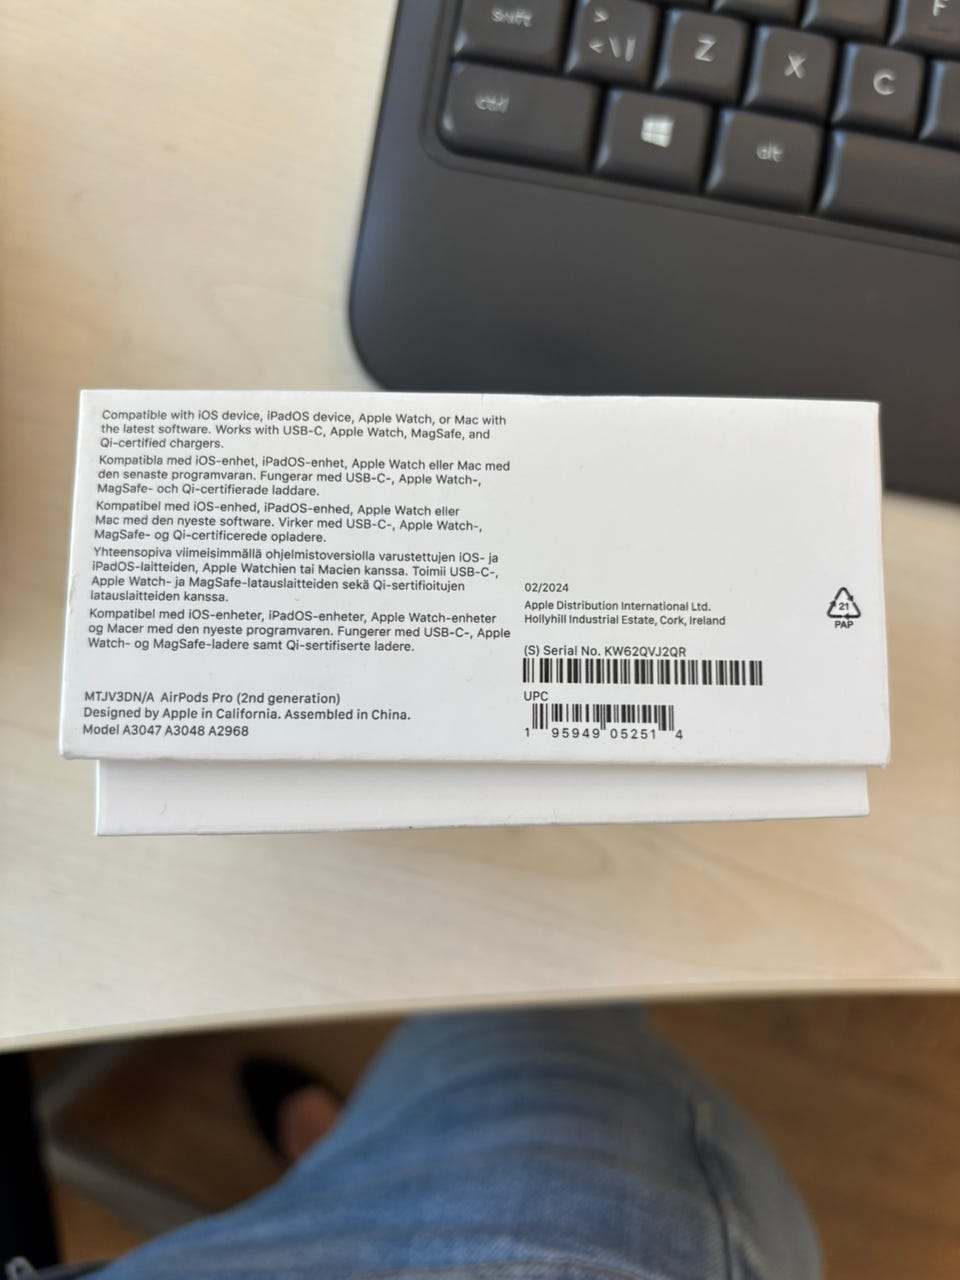 shift
>
< \ |
Z
X
C
F
ctrl
alt
Compatible with iOS device, iPadOS device, Apple Watch, or Mac with
the latest software. Works with USB-C, Apple Watch, MagSafe, and
Qi-certified chargers.
Kompatibla med iOS-enhet, iPadOS-enhet, Apple Watch eller Mac med
den senaste programvaran. Fungerar med USB-C-, Apple Watch-,
MagSafe- och Qi-certifierade laddare.
Kompatibel med iOS-enhed, iPadOS-enhed, Apple Watch eller
Mac med den nyeste software. Virker med USB-C-, Apple Watch-,
MagSafe- og Qi-certificerede opladere.
Yhteensopiva viimeisimmällä ohjelmistoversiolla varustettujen iOS- ja
iPadOS-laitteiden, Apple Watchien tai Macien kanssa. Toimii USB-C-,
Apple Watch- ja MagSafe-latauslaitteiden sekä Qi-sertifioitujen
latauslaitteiden kanssa.
Kompatibel med iOS-enheter, iPadOS-enheter, Apple Watch-enheter
og Macer med den nyeste programvaren. Fungerer med USB-C-, Apple
Watch- og MagSafe-ladere samt Qi-sertifiserte ladere.
MTJV3DN/A AirPods Pro (2nd generation)
Designed by Apple in California. Assembled in China.
Model A3047 A3048 A2968
02/2024
Apple Distribution International Ltd.
Hollyhill Industrial Estate, Cork, Ireland
(S) Serial No. KW62QVJ2QR
UPC
1 95949 05251 4
21
PAP